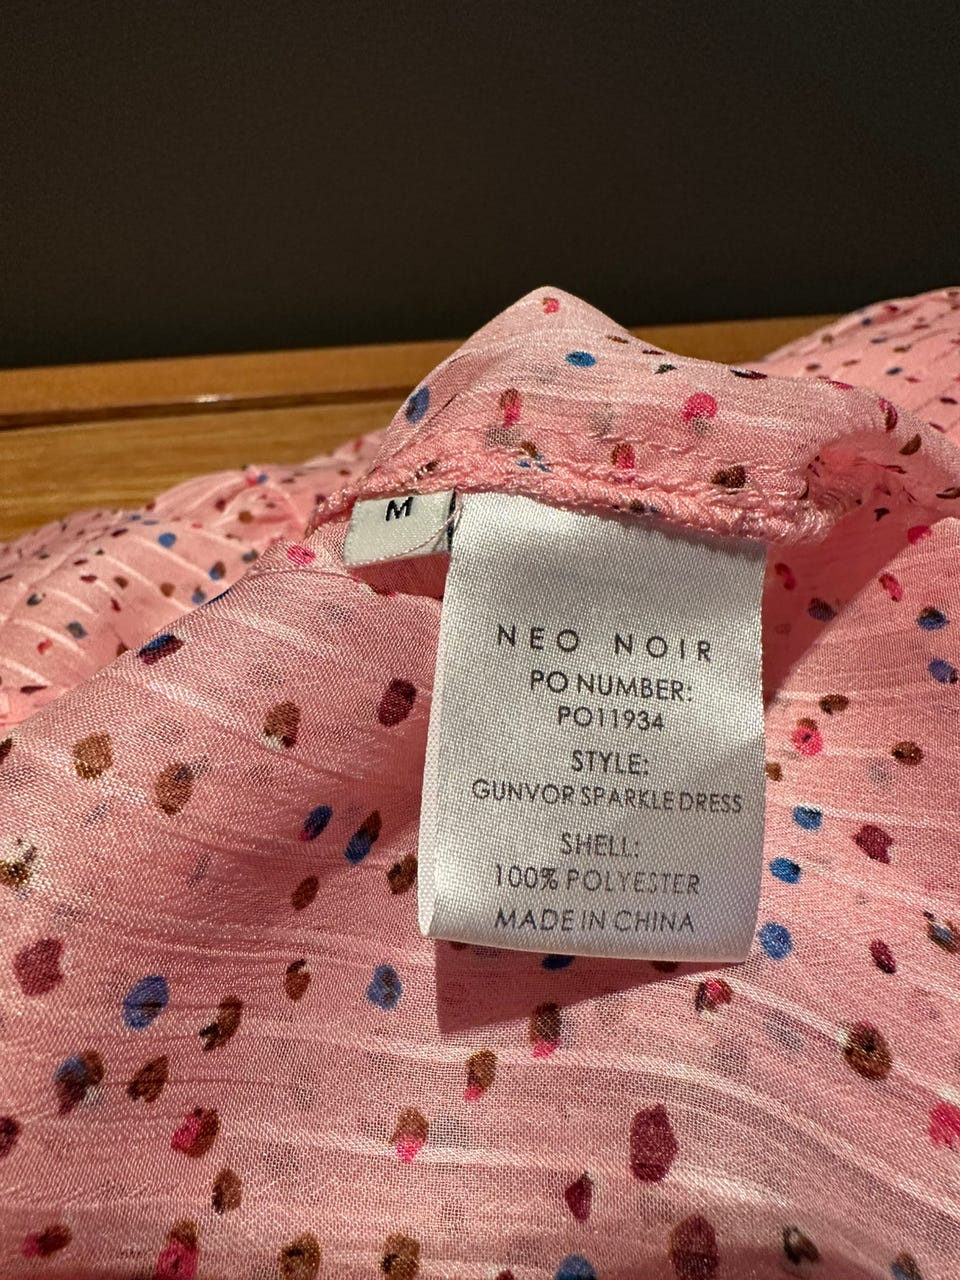 M
NEO NOIR
PO NUMBER:
PO11934
STYLE:
GUNVOR SPARKLE DRESS
SHELL:
100% POLYESTER
MADE IN CHINA